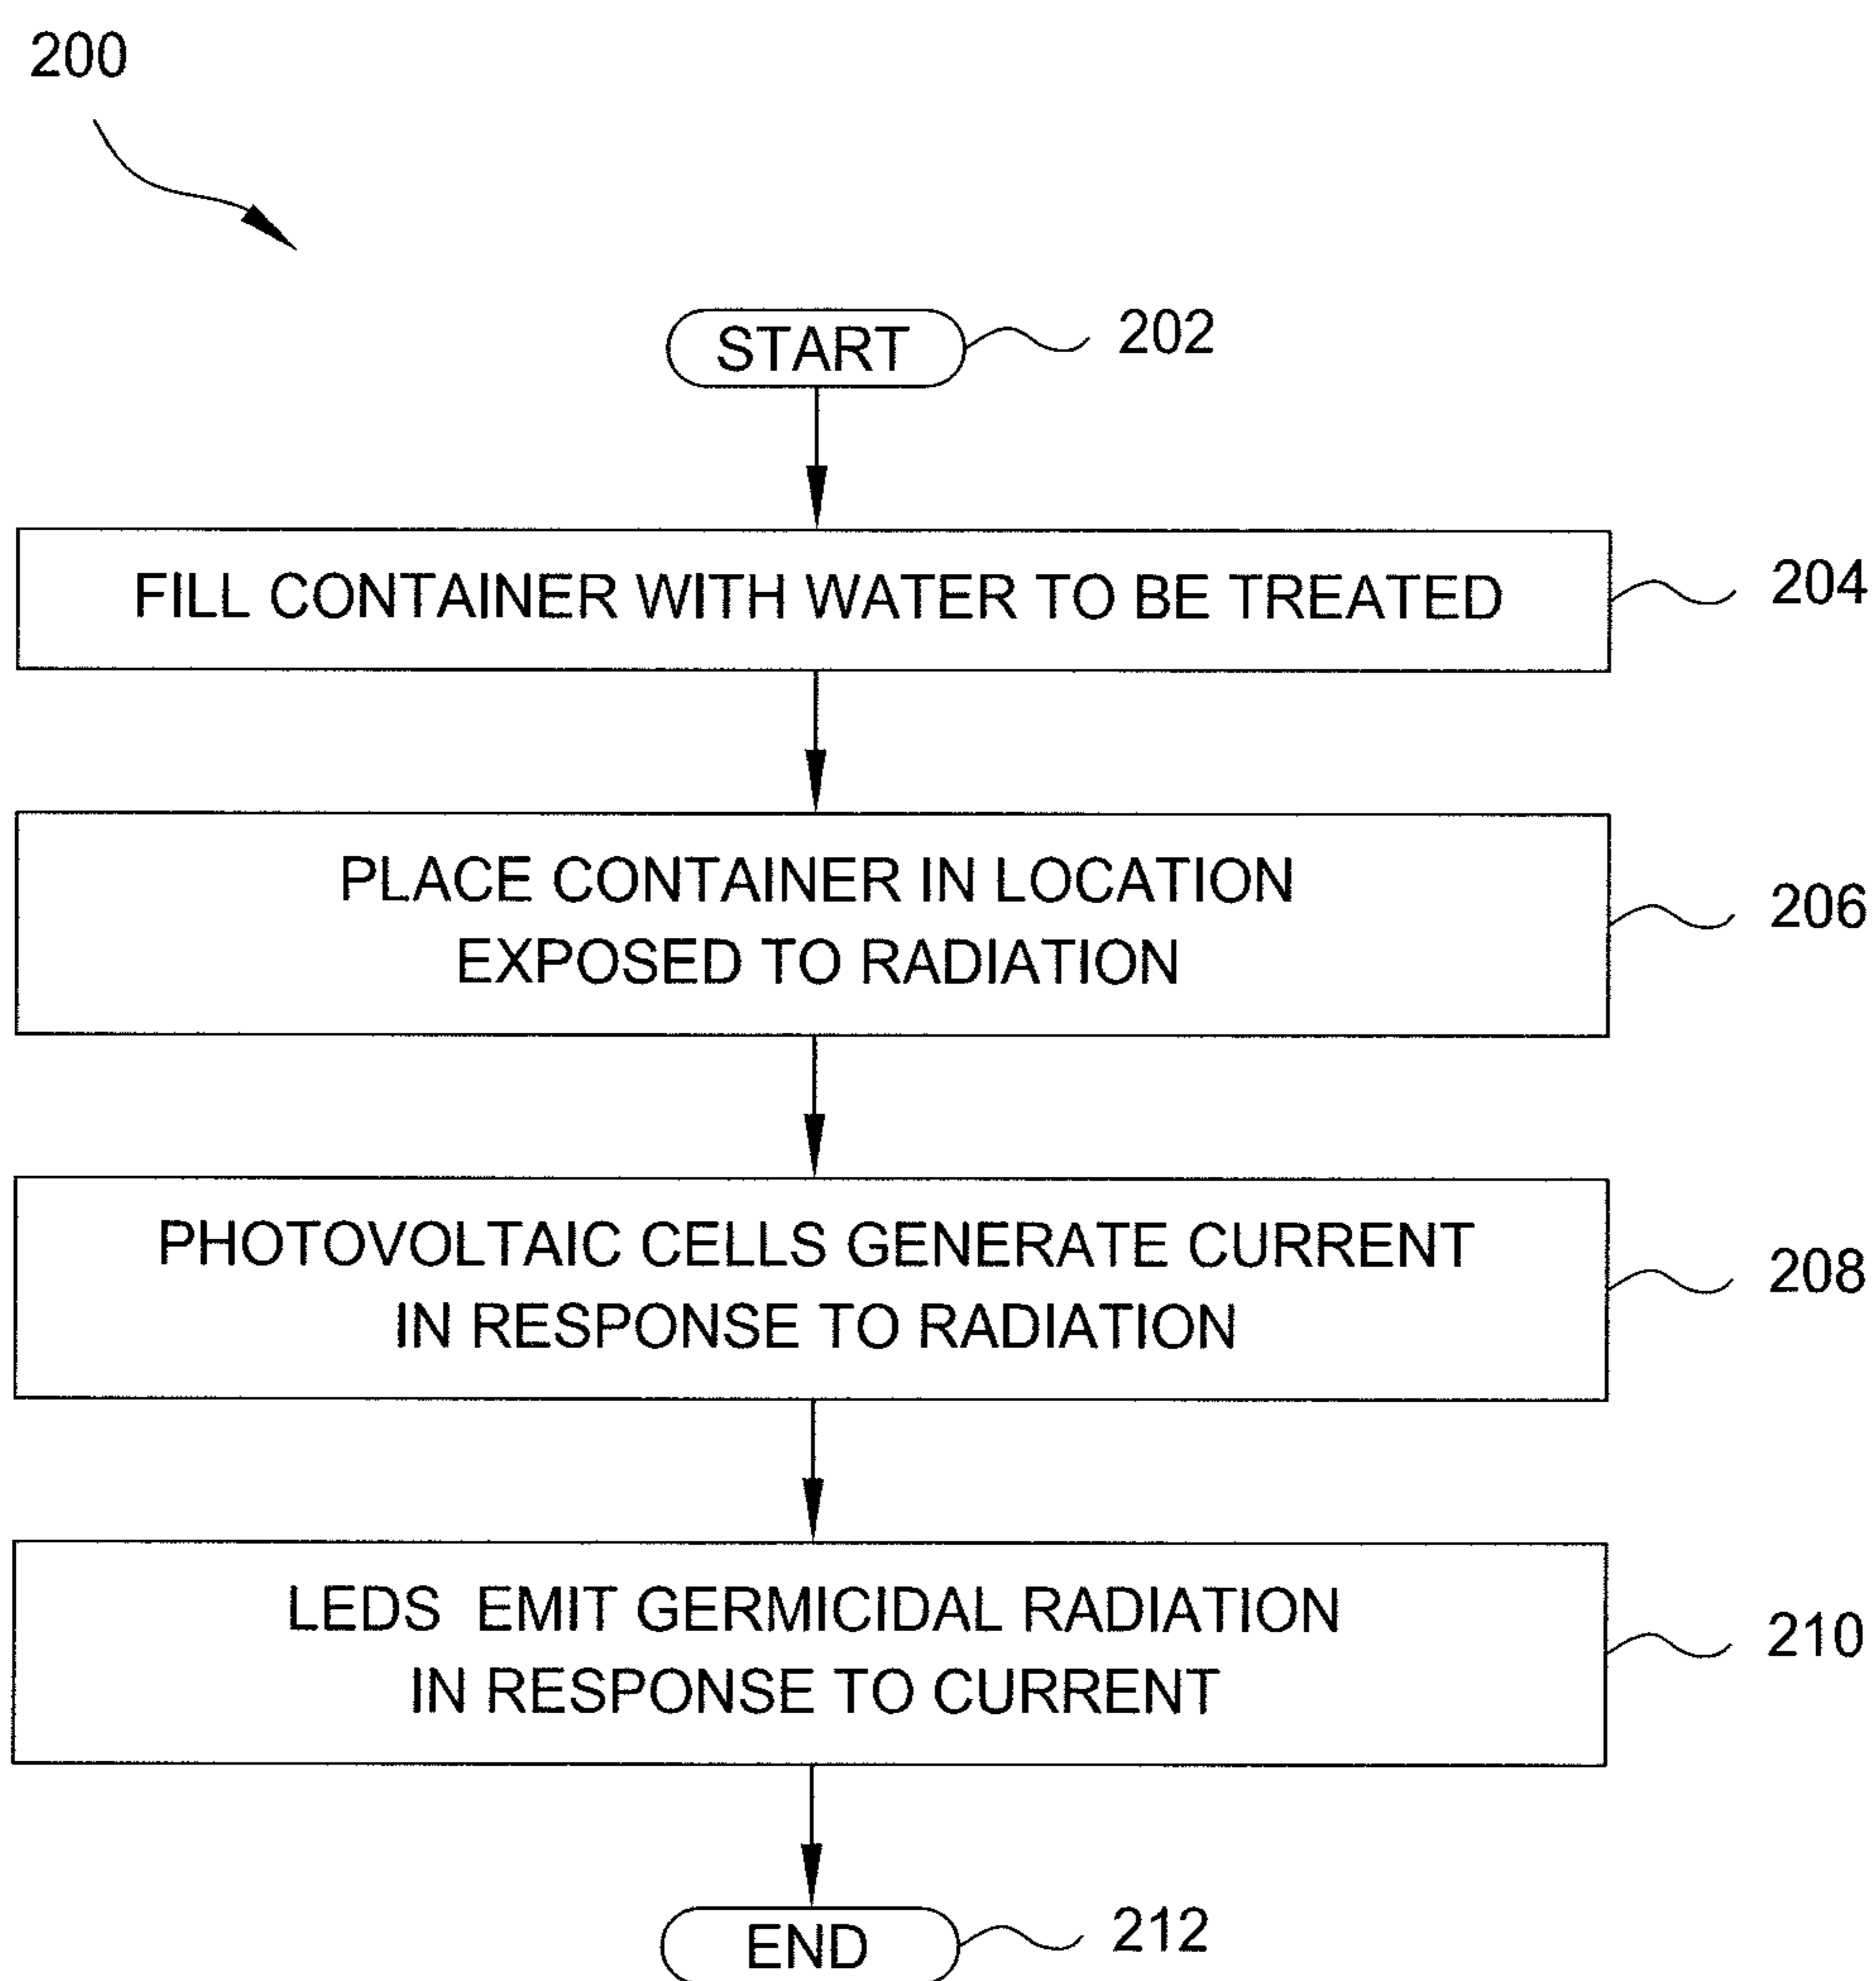 200
START
202
FILL CONTAINER WITH WATER TO BE TREATED
204
PLACE CONTAINER IN LOCATION
EXPOSED TO RADIATION
206
PHOTOVOLTAIC CELLS GENERATE CURRENT
IN RESPONSE TO RADIATION
208
LEDS EMIT GERMICIDAL RADIATION
IN RESPONSE TO CURRENT
210
END
212